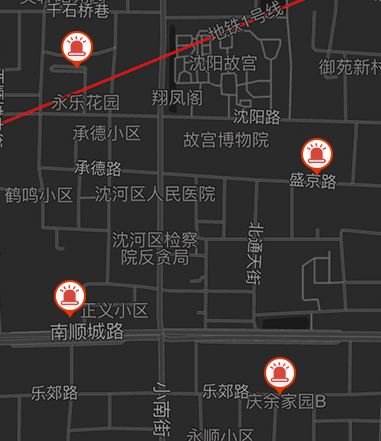 千石桥巷
地铁1号线
沈阳故宫
御苑新村
永乐花园
翔凤阁
沈阳路
承德小区
故宫博物院
承德路
盛京路
鹤鸣小区
沈河区人民医院
沈河区检察
院反贪局
北通天街
正义小区
南顺城路
乐郊路
小南街
乐郊路
庆余家园B
永顺小区